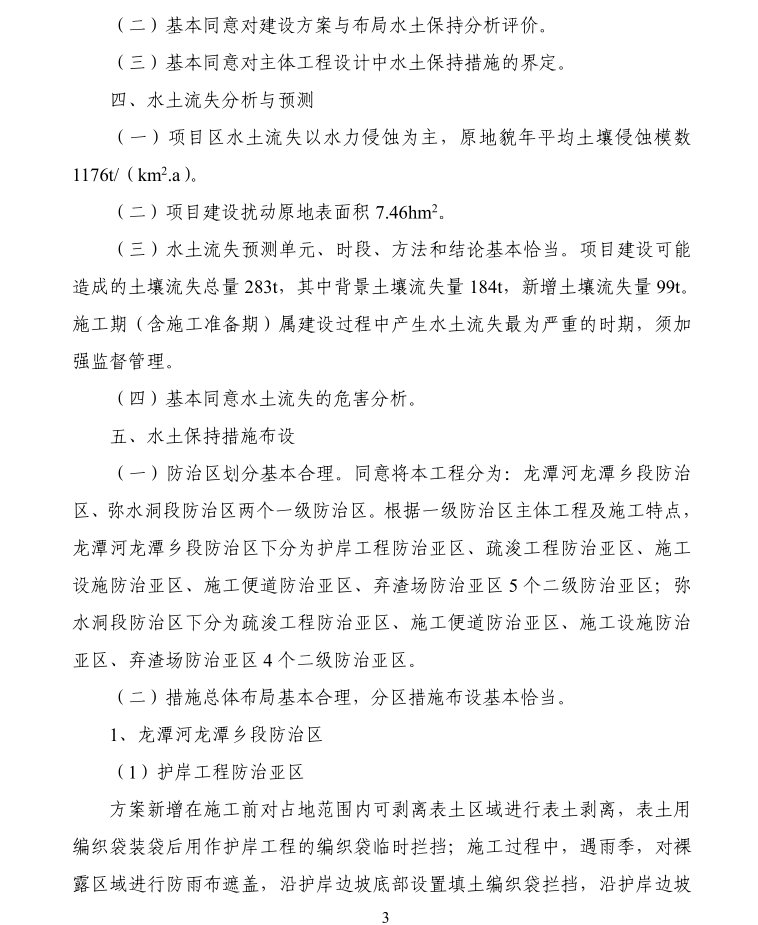 （二）基本同意对建设方案与布局水土保持分析评价。
（三）基本同意对主体工程设计中水土保持措施的界定。
四、水土流失分析与预测
（一）项目区水土流失以水力侵蚀为主，原地貌年平均土壤侵蚀模数
1176t/（km².a）。
（二）项目建设扰动原地表面积 7.46hm²。
（三）水土流失预测单元、时段、方法和结论基本恰当。项目建设可能
造成的土壤流失总量 283t，其中背景土壤流失量 184t，新增土壤流失量 99t。
施工期（含施工准备期）属建设过程中产生水土流失最为严重的时期，须加
强监督管理。
（四）基本同意水土流失的危害分析。
五、水土保持措施布设
（一）防治区划分基本合理。同意将本工程分为：龙潭河龙潭乡段防治
区、弥水洞段防治区两个一级防治区。根据一级防治区主体工程及施工特点，
龙潭河龙潭乡段防治区下分为护岸工程防治亚区、疏浚工程防治亚区、施工
设施防治亚区、施工便道防治亚区、弃渣场防治亚区 5 个二级防治亚区；弥
水洞段防治区下分为疏浚工程防治亚区、施工便道防治亚区、施工设施防治
亚区、弃渣场防治亚区 4 个二级防治亚区。
（二）措施总体布局基本合理，分区措施布设基本恰当。
1、龙潭河龙潭乡段防治区
（1）护岸工程防治亚区
方案新增在施工前对占地范围内可剥离表土区域进行表土剥离，表土用
编织袋装袋后用作护岸工程的编织袋临时拦挡；施工过程中，遇雨季，对裸
露区域进行防雨布遮盖，沿护岸边坡底部设置填土编织袋拦挡，沿护岸边坡
3